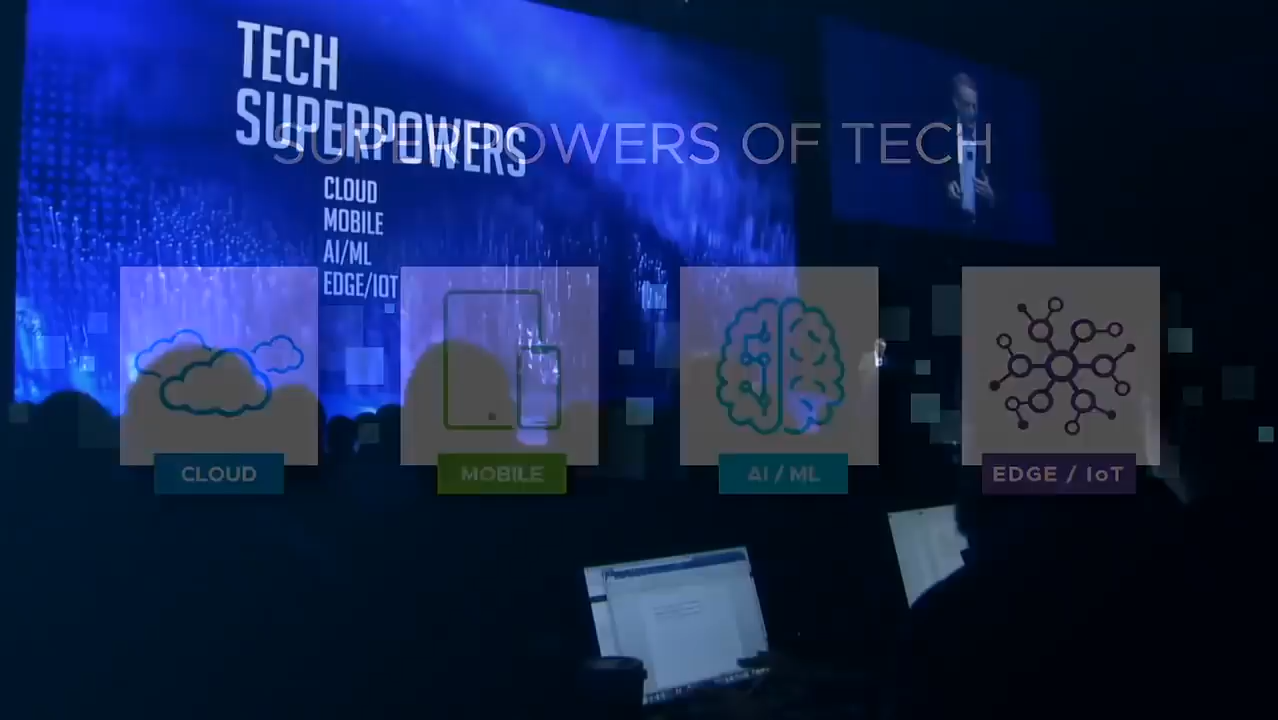 TECH
SUPERPOWERS
SUPERPOWERS OF TECH
CLOUD
MOBILE
AI/ML
EDGE/IOT
CLOUD
MOBILE
AI / ML
EDGE / IoT